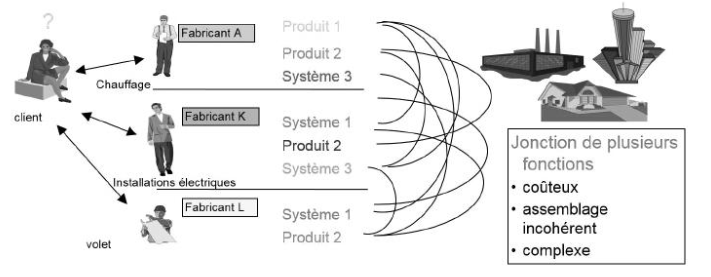 ?
client
Fabricant A
Chauffage
Produit 1
Produit 2
Système 3
Fabricant K
Installations électriques
Système 1
Produit 2
Système 3
Fabricant L
volet
Système 1
Produit 2
Jonction de plusieurs
fonctions
• coûteux
• assemblage
incohérent
• complexe